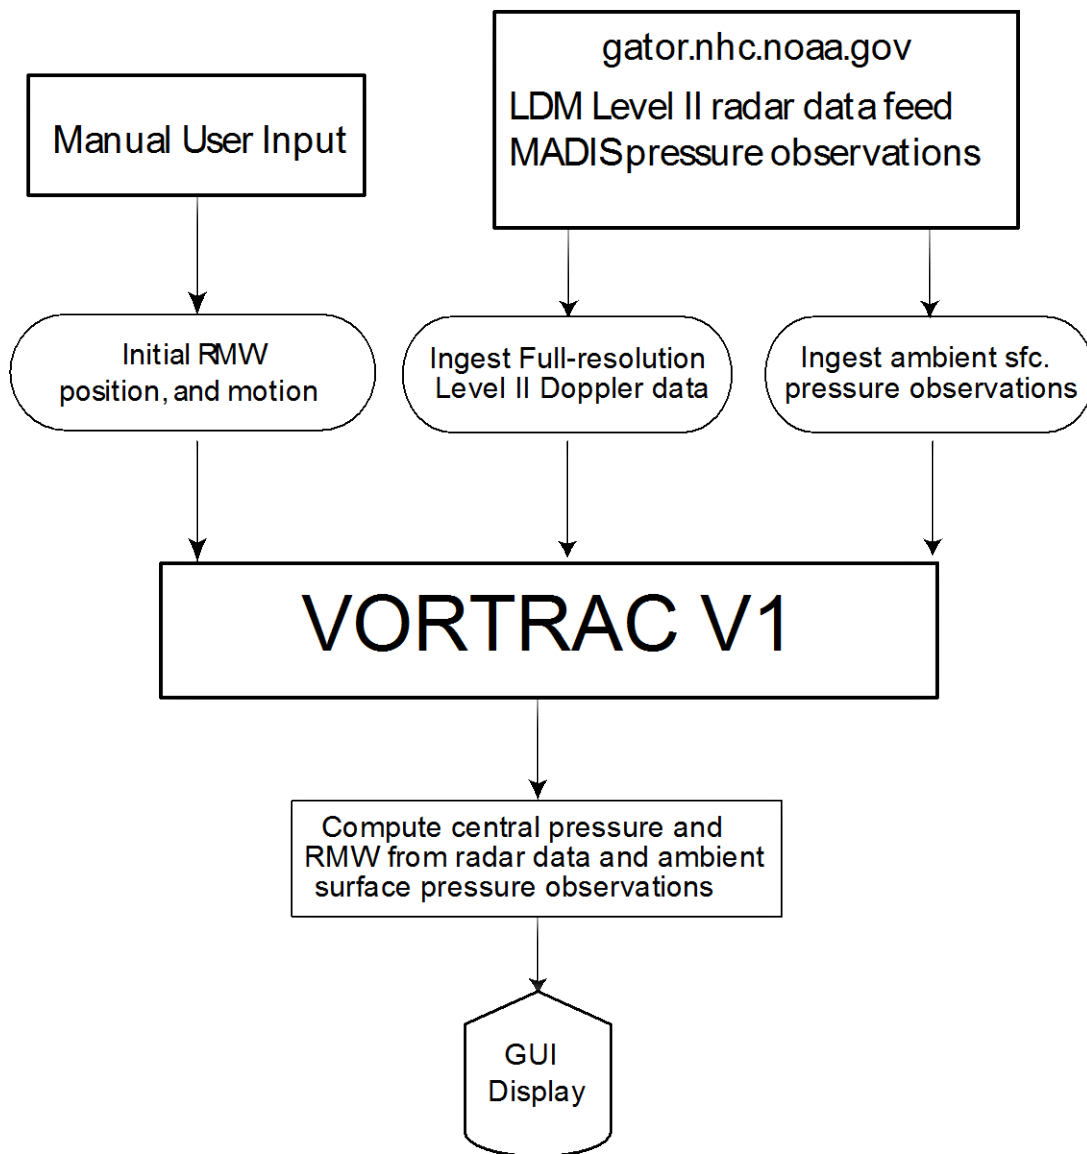 Manual User Input
gator.nhc.noaa.gov
LDM Level II radar data feed
MADIS pressure observations
Initial RMW
position, and motion
Ingest Full-resolution
Level II Doppler data
Ingest ambient sfc.
pressure observations
VORTRAC V1
Compute central pressure and
RMW from radar data and ambient
surface pressure observations
GUI
Display